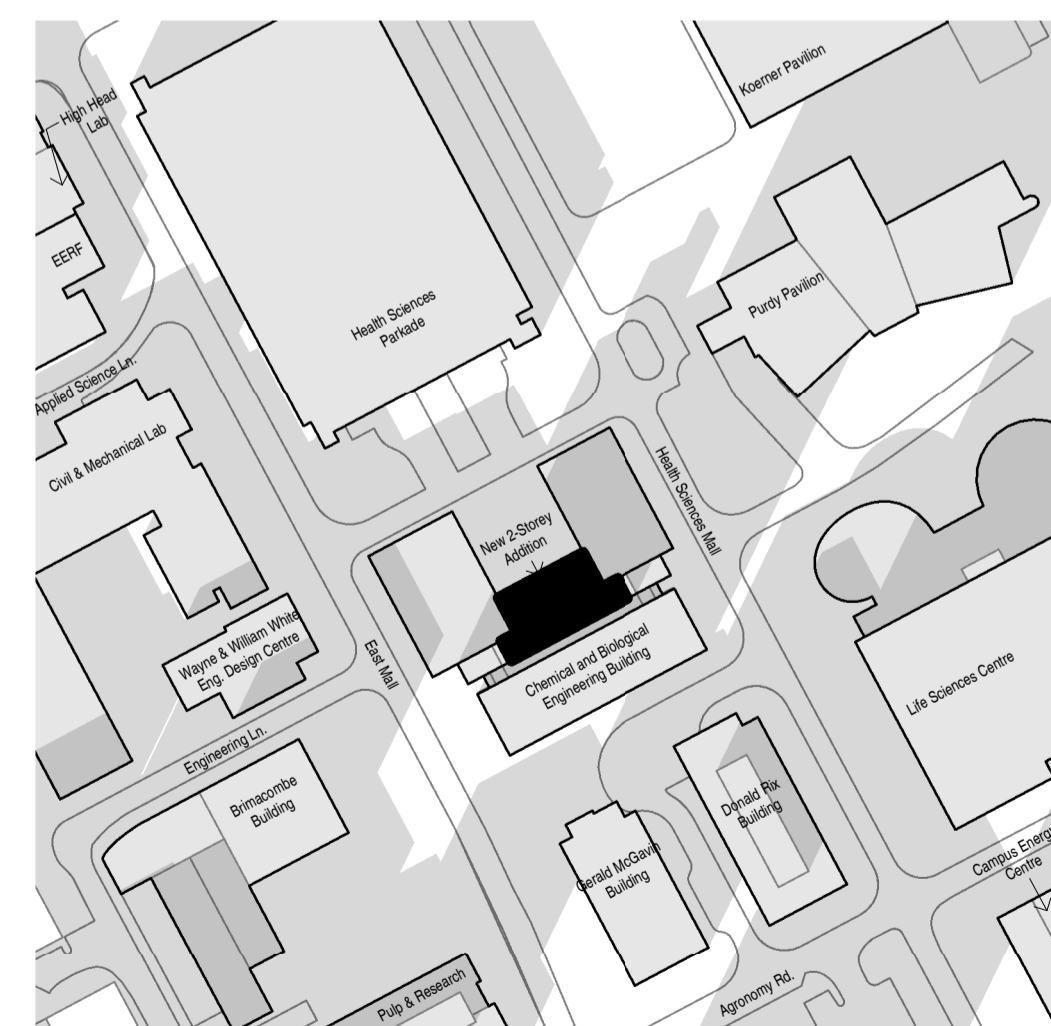 Koerner Pavilion
High Head
Lab
EERF
Purdy Pavilion
Health Sciences
Parkade
Applied Science Ln.
Civil & Mechanical Lab
Health Sciences Mall
New 2-Storey
Addition
Wayne & William White
Eng. Design Centre
East Mall
Chemical and Biological
Engineering Building
Life Sciences Centre
Engineering Ln.
Brimacombe
Building
Donald Rix
Building
Gerald McGavin
Building
Campus Energ
Centre
Pulp & Research
Agronomy Rd.